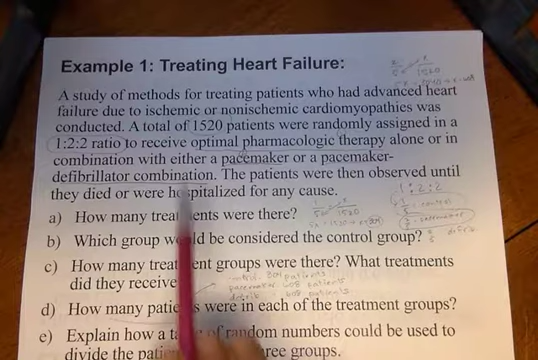 Example 1: Treating Heart Failure:
A study of methods for treating patients who had advanced heart
failure due to ischemic or nonischemic cardiomyopathies was
conducted. A total of 1520 patients were randomly assigned in a
1:2:2 ratio to receive optimal pharmacologic therapy alone or in
combination with either a pacemaker or a pacemaker-
defibrillator combination. The patients were then observed until
they died or were hospitalized for any cause.
1:2:2
a) How many treatments were there?
b) Which group would be considered the control group?
c) How many treatment groups were there? What treatments
did they receive
304 patients
pacemaker 608 patients
608 patients
d) How many patients were in each of the treatment groups?
e) Explain how a of random numbers could be used to
divide the three groups.